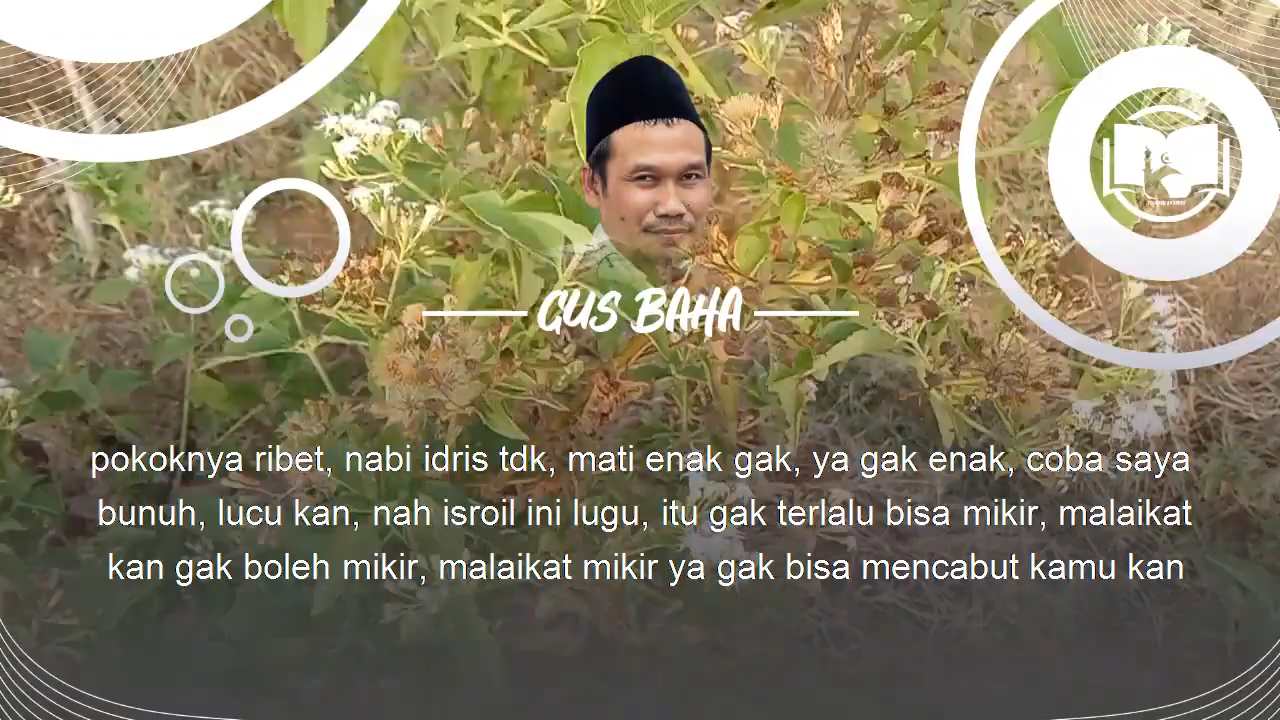 GUS BAHA
pokoknya ribet, nabi idris tdk, mati enak gak, ya gak enak, coba saya
bunuh, lucu kan, nah isroil ini lugu, itu gak terlalu bisa mikir, malaikat
kan gak boleh mikir, malaikat mikir ya gak bisa mencabut kamu kan